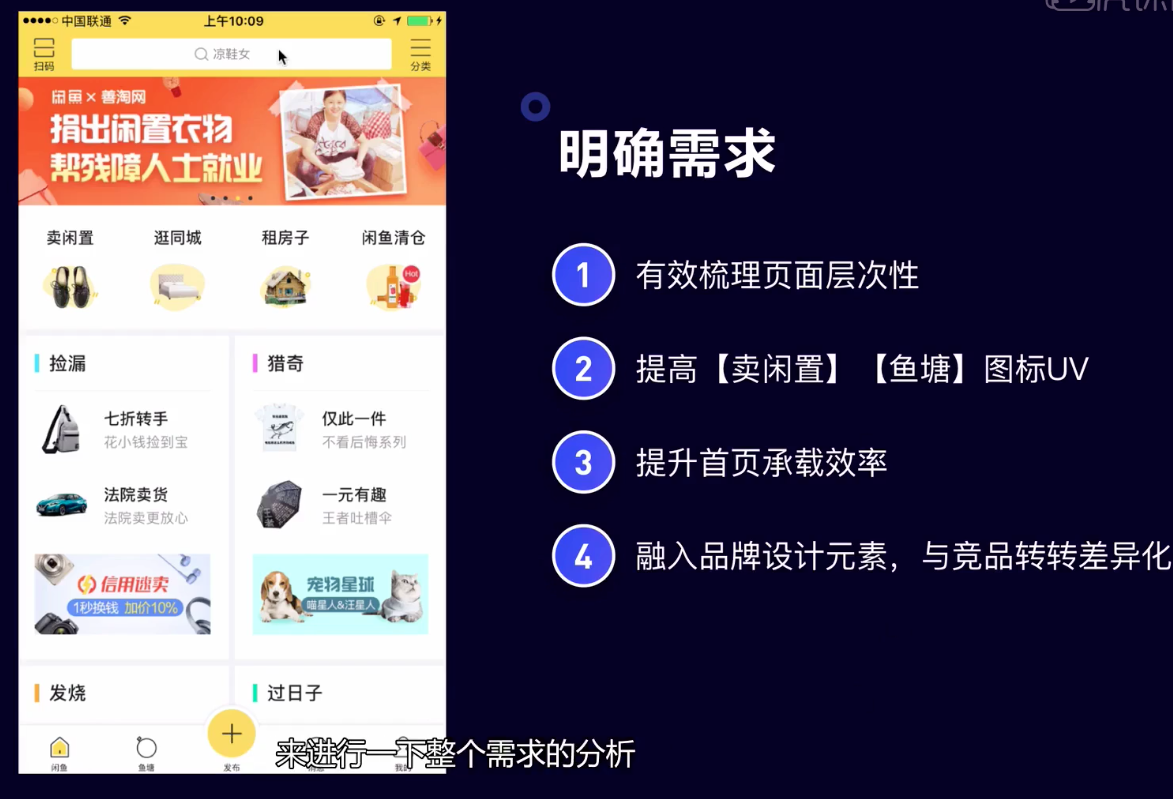 中国联通
上午10:09
扫码
凉鞋女
分类
闲鱼×善淘网
捐出闲置衣物
帮残障人士就业
卖闲置
逛同城
租房子
闲鱼清仓
Hot
捡漏
猎奇
七折转手
花小钱捡到宝
仅此一件
不看后悔系列
法院卖货
法院卖更放心
一元有趣
王者吐槽伞
信用速卖
1秒换钱 加价10%
宠物星球
喵星人&汪星人
发烧
过日子
闲鱼
鱼塘
发布
明确需求
1 有效梳理页面层次性
2 提高【卖闲置】【鱼塘】图标UV
3 提升首页承载效率
4 融入品牌设计元素，与竞品转转差异化
来进行一下整个需求的分析